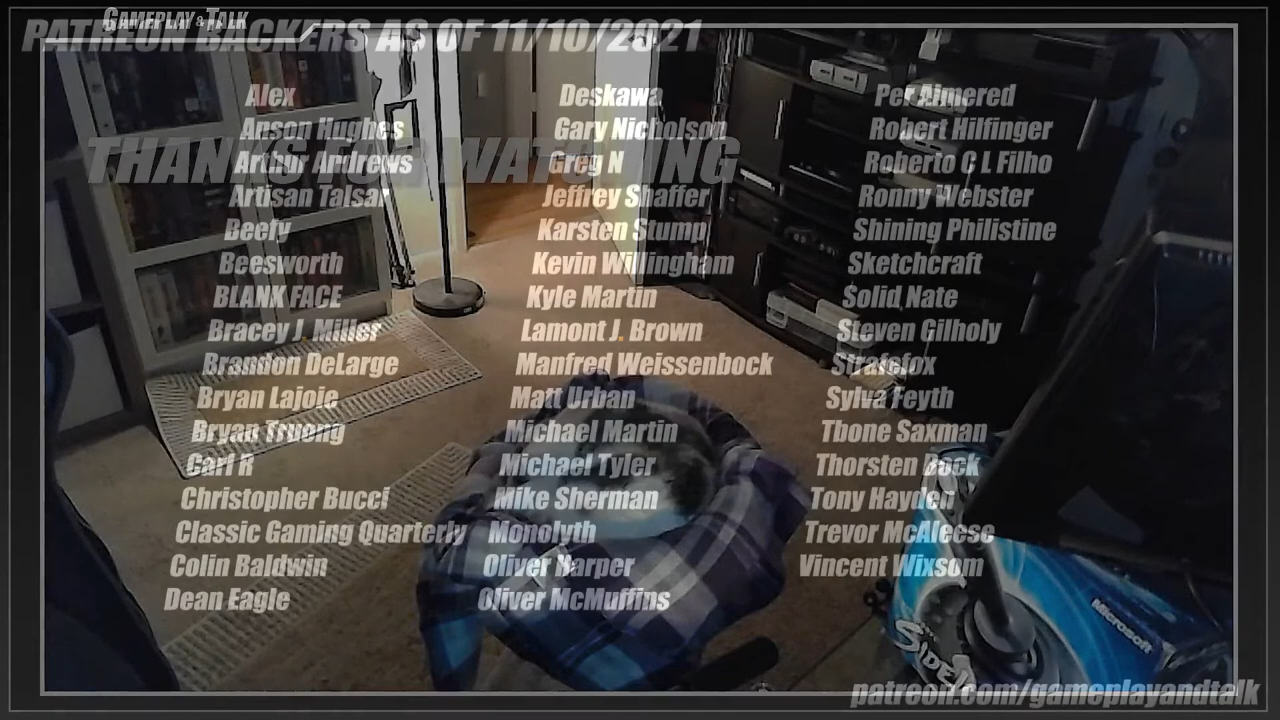 Gameplay & Talk
PATREON BACKERS AS OF 11/10/2021
THANKS FOR WATCHING
Alex
Anson Hughes
Arthur Andrews
Artisan Talsar
Beefy
Beesworth
BLANK FACE
Bracey J. Miller
Brandon DeLarge
Bryan Lajoie
Bryan Truong
Carl R
Christopher Bucci
Classic Gaming Quarterly
Colin Baldwin
Dean Eagle
Deskawa
Gary Nicholson
Greg N
Jeffrey Shaffer
Karsten Stump
Kevin Willingham
Kyle Martin
Lamont J. Brown
Manfred Weissenbock
Matt Urban
Michael Martin
Michael Tyler
Mike Sherman
Monolyth
Oliver Harper
Oliver McMuffins
Per Aimered
Robert Hilfinger
Roberto C L Filho
Ronny Webster
Shining Philistine
Sketchcraft
Solid Nate
Steven Gilholy
Strafefox
Sylva Feyth
Tbone Saxman
Thorsten Bock
Tony Hayden
Trevor McAleese
Vincent Wixsom
Microsoft
patreon.com/gameplayandtalk